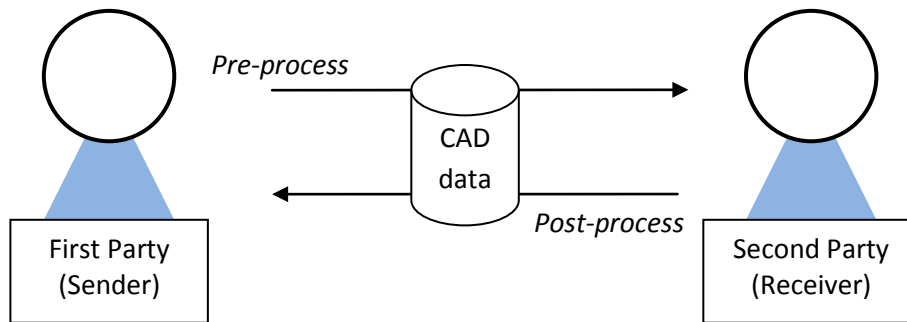 Pre-process
CAD
data
Post-process
First Party
(Sender)
Second Party
(Receiver)